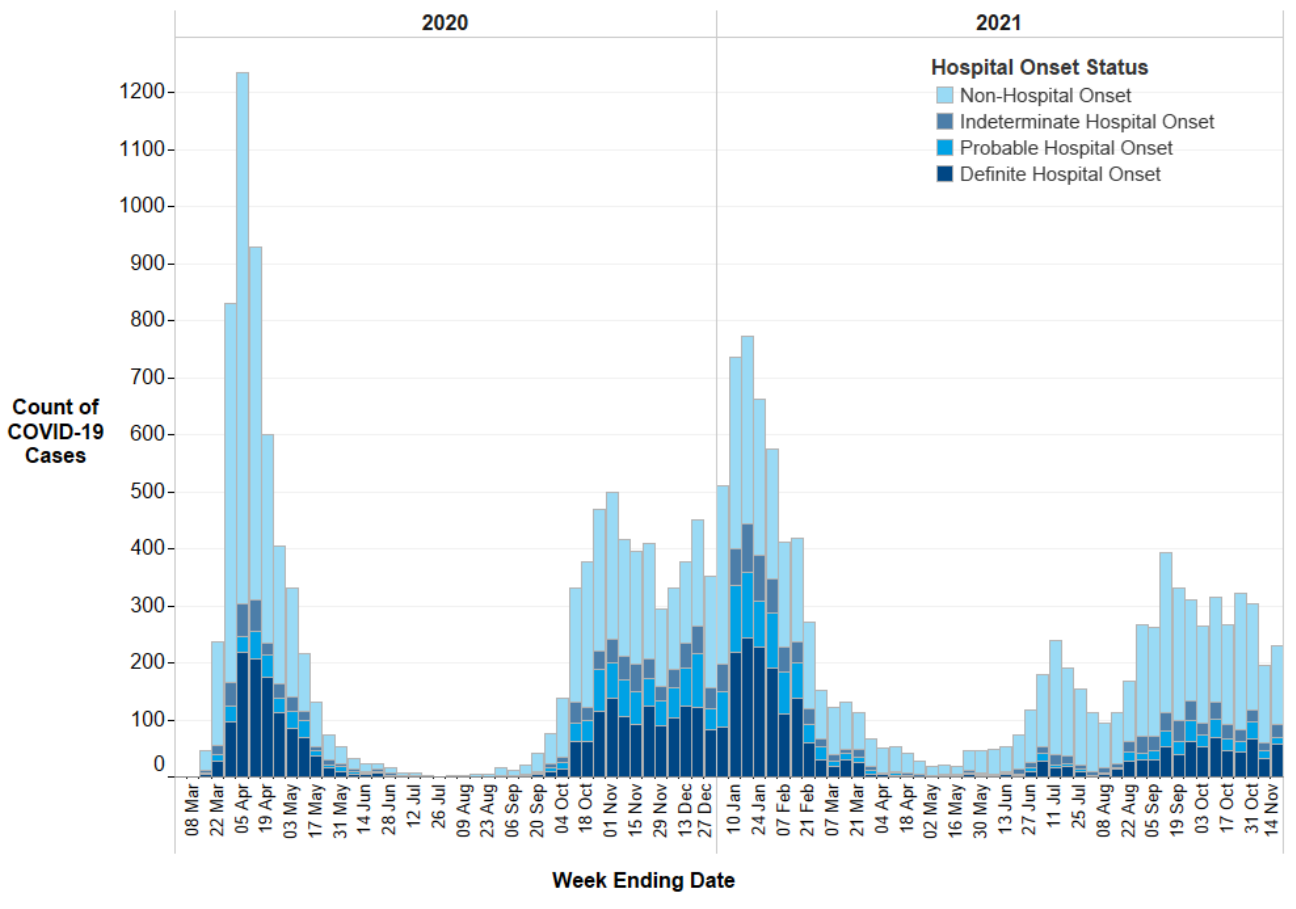 2020
2021
Hospital Onset Status
Non-Hospital Onset
Indeterminate Hospital Onset
Probable Hospital Onset
Definite Hospital Onset
1200
1100
1000
900
800
700
600
500
400
300
200
100
0
Count of
COVID-19
Cases
08 Mar
22 Mar
05 Apr
19 Apr
03 May
17 May
31 May
14 Jun
28 Jun
12 Jul
26 Jul
09 Aug
23 Aug
06 Sep
20 Sep
04 Oct
18 Oct
01 Nov
15 Nov
29 Nov
13 Dec
27 Dec
10 Jan
24 Jan
07 Feb
21 Feb
07 Mar
21 Mar
04 Apr
18 Apr
02 May
16 May
30 May
13 Jun
27 Jun
11 Jul
25 Jul
08 Aug
22 Aug
05 Sep
19 Sep
03 Oct
17 Oct
31 Oct
14 Nov
Week Ending Date